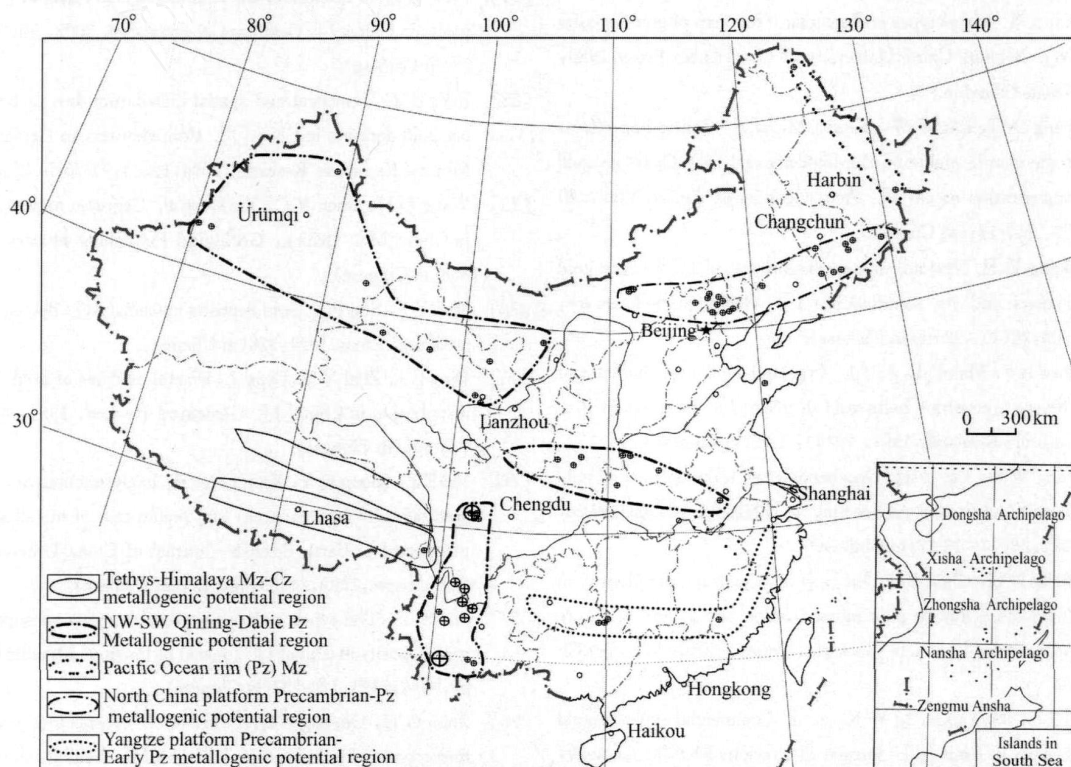 70°
80°
90°
100°
110°
120°
130°
140°
40°
30°
Ürümqi
Harbin
Changchun
Beijing
Lanzhou
Chengdu
Shanghai
Lhasa
Hongkong
Haikou
0 300km
Dongsha Archipelago
Xisha Archipelago
Zhongsha Archipelago
Nansha Archipelago
Zengmu Ansha
Islands in
South Sea
Tethys-Himalaya Mz-Cz
metallogenic potential region
NW-SW Qinling-Dabie Pz
Metallogenic potential region
Pacific Ocean rim (Pz) Mz
North China platform Precambrian-Pz
metallogenic potential region
Yangtze platform Precambrian-
Early Pz metallogenic potential region